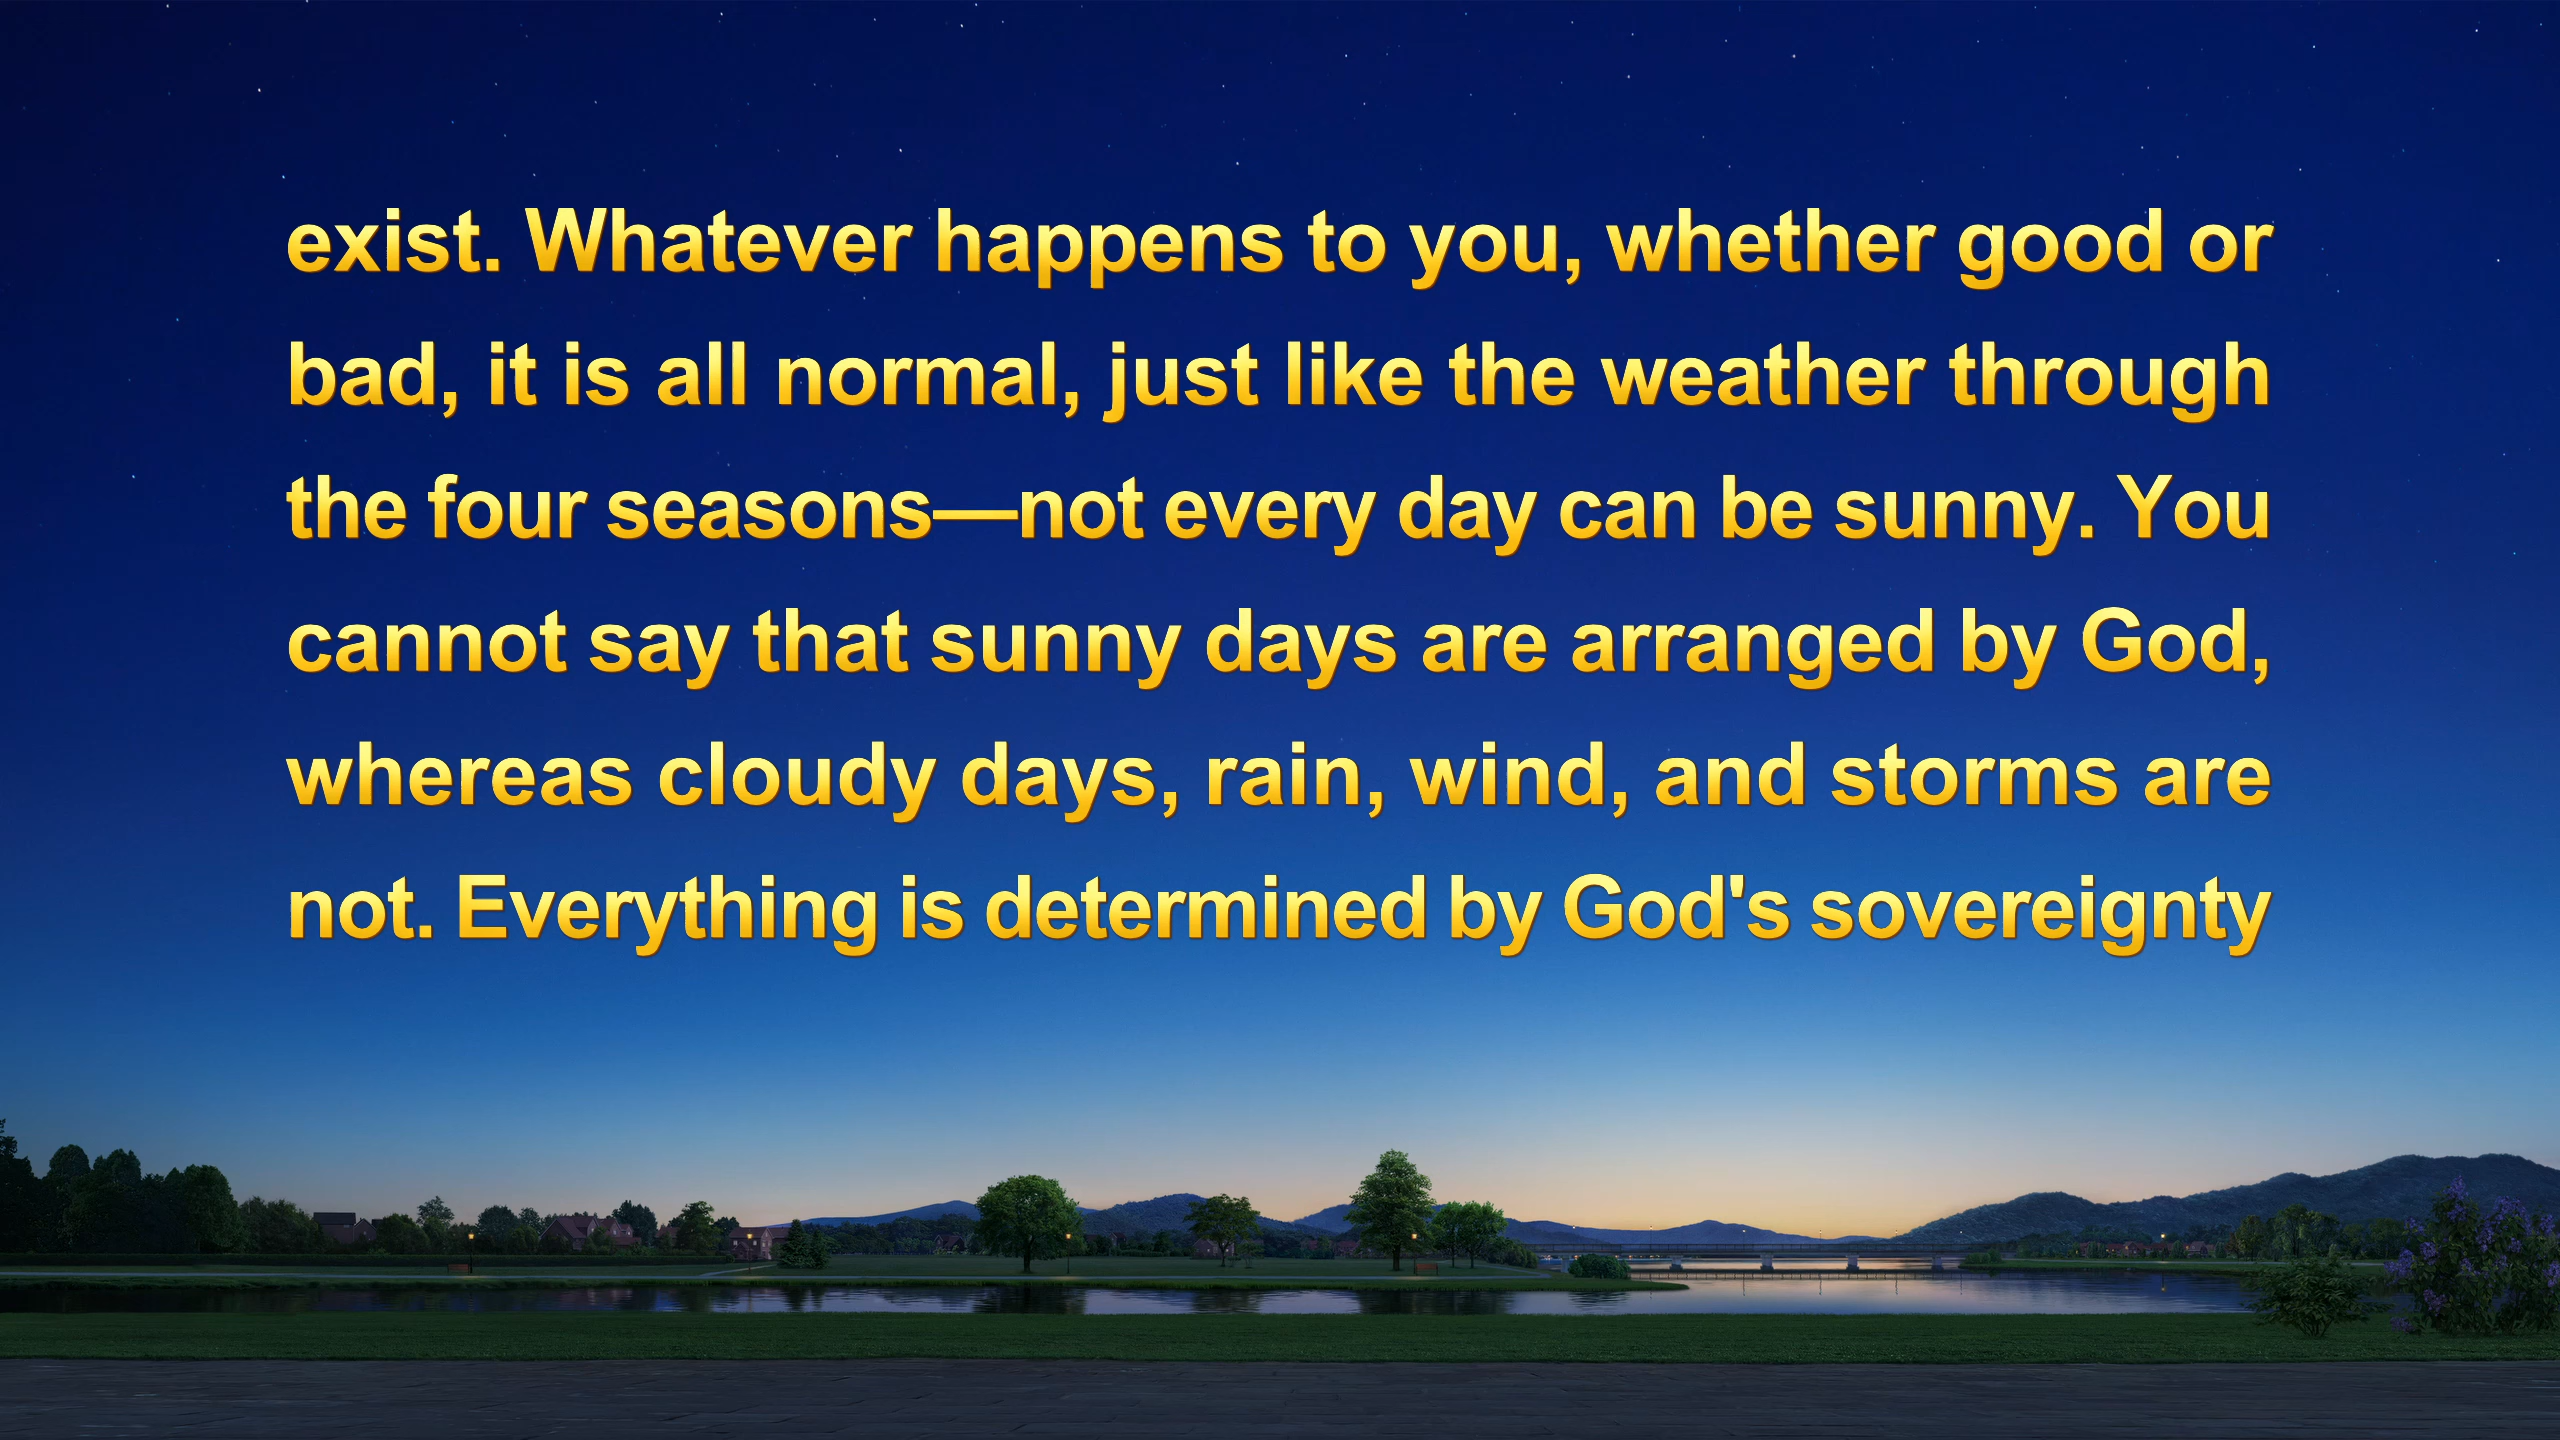 exist. Whatever happens to you, whether good or
bad, it is all normal, just like the weather through
the four seasons—not every day can be sunny. You
cannot say that sunny days are arranged by God,
whereas cloudy days, rain, wind, and storms are
not. Everything is determined by God's sovereignty